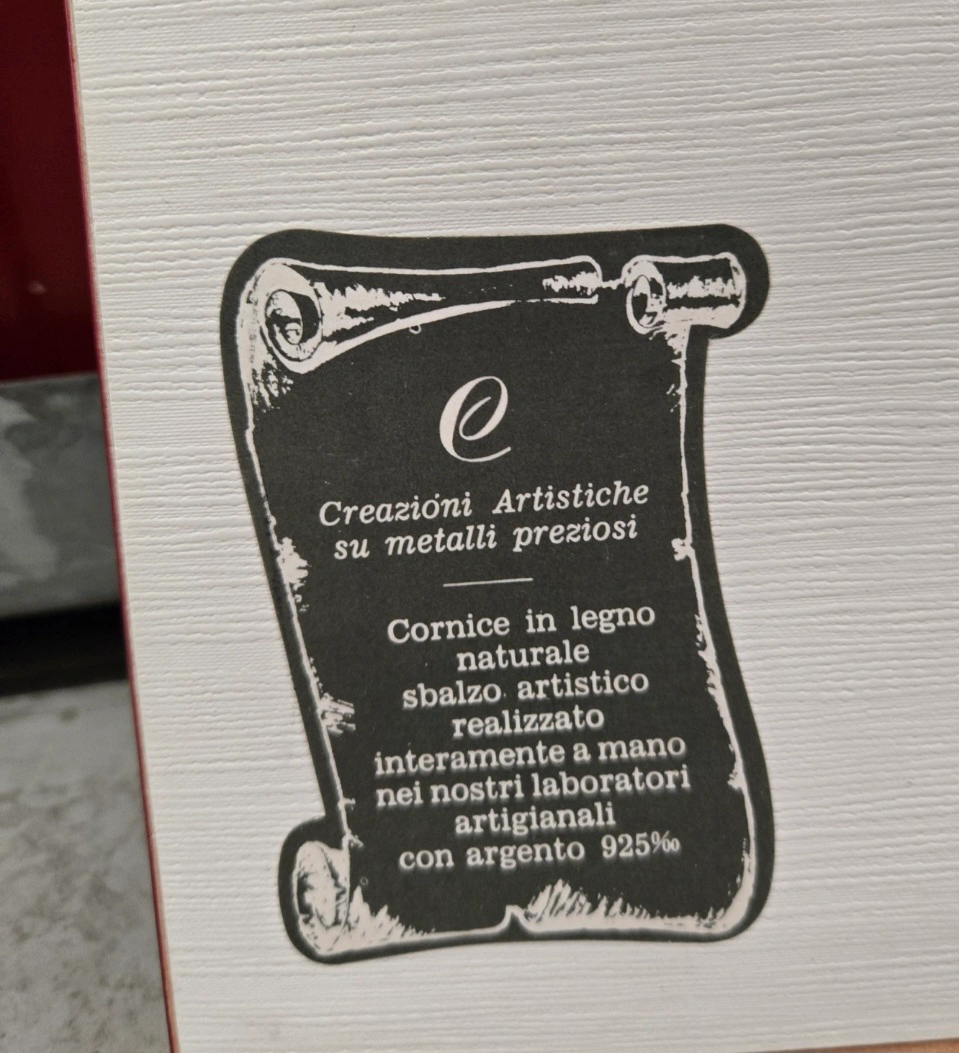 C
Creazioni Artistiche
su metalli preziosi
Cornice in legno
naturale
sbalzo artistico
realizzato
interamente a mano
nei nostri laboratori
artigianali
con argento 925‰